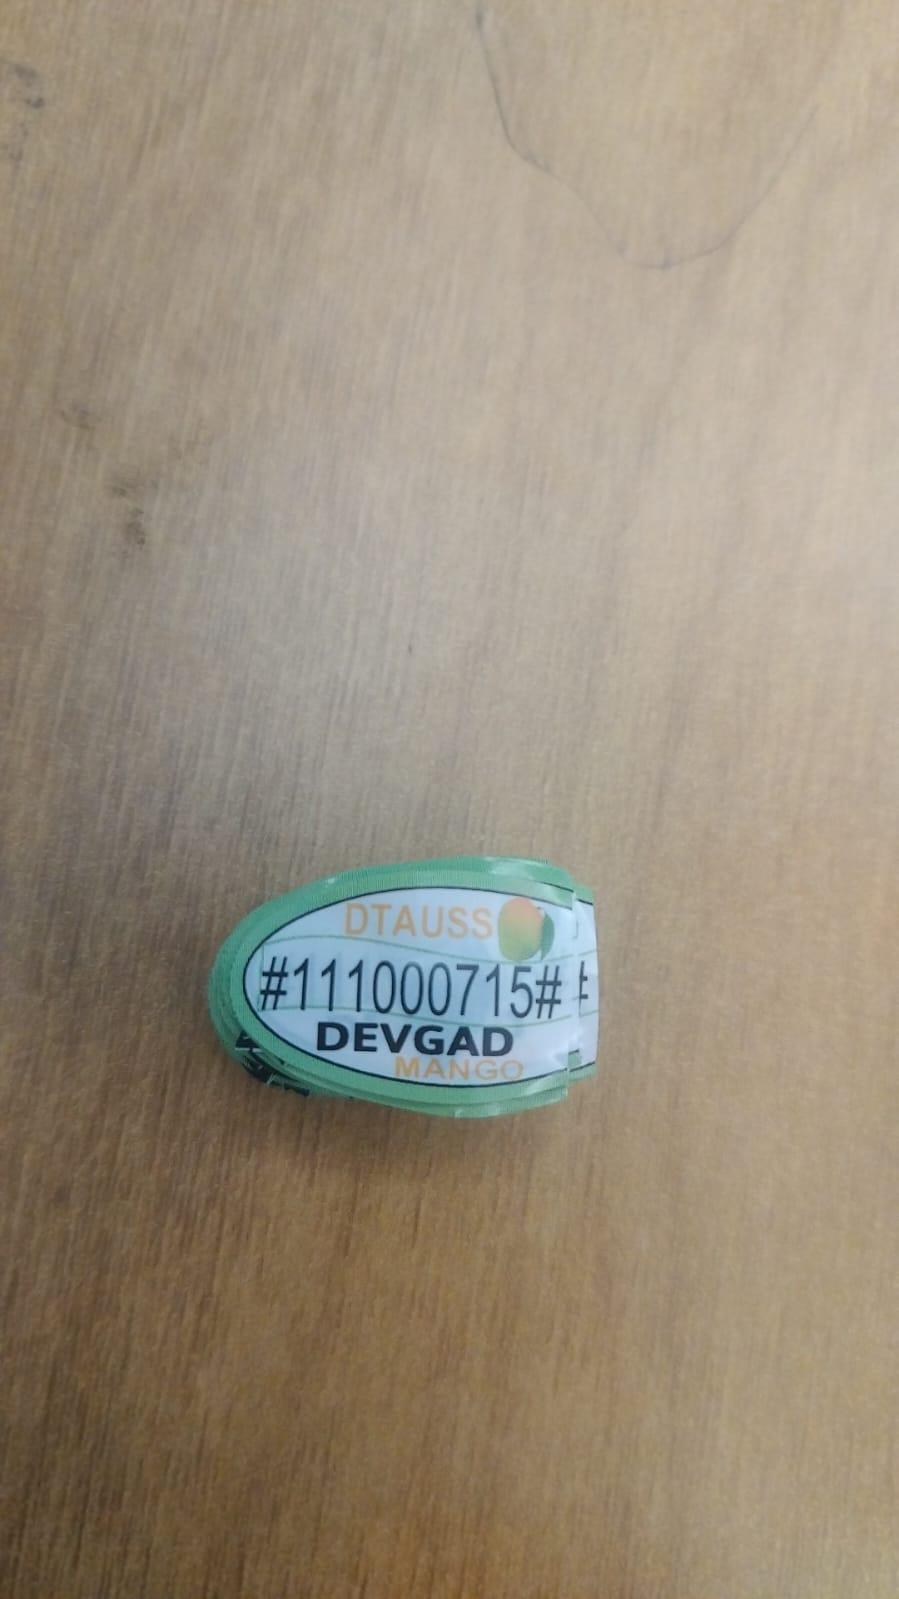 DTAUSS
#111000715#
DEVGAD
MANGO